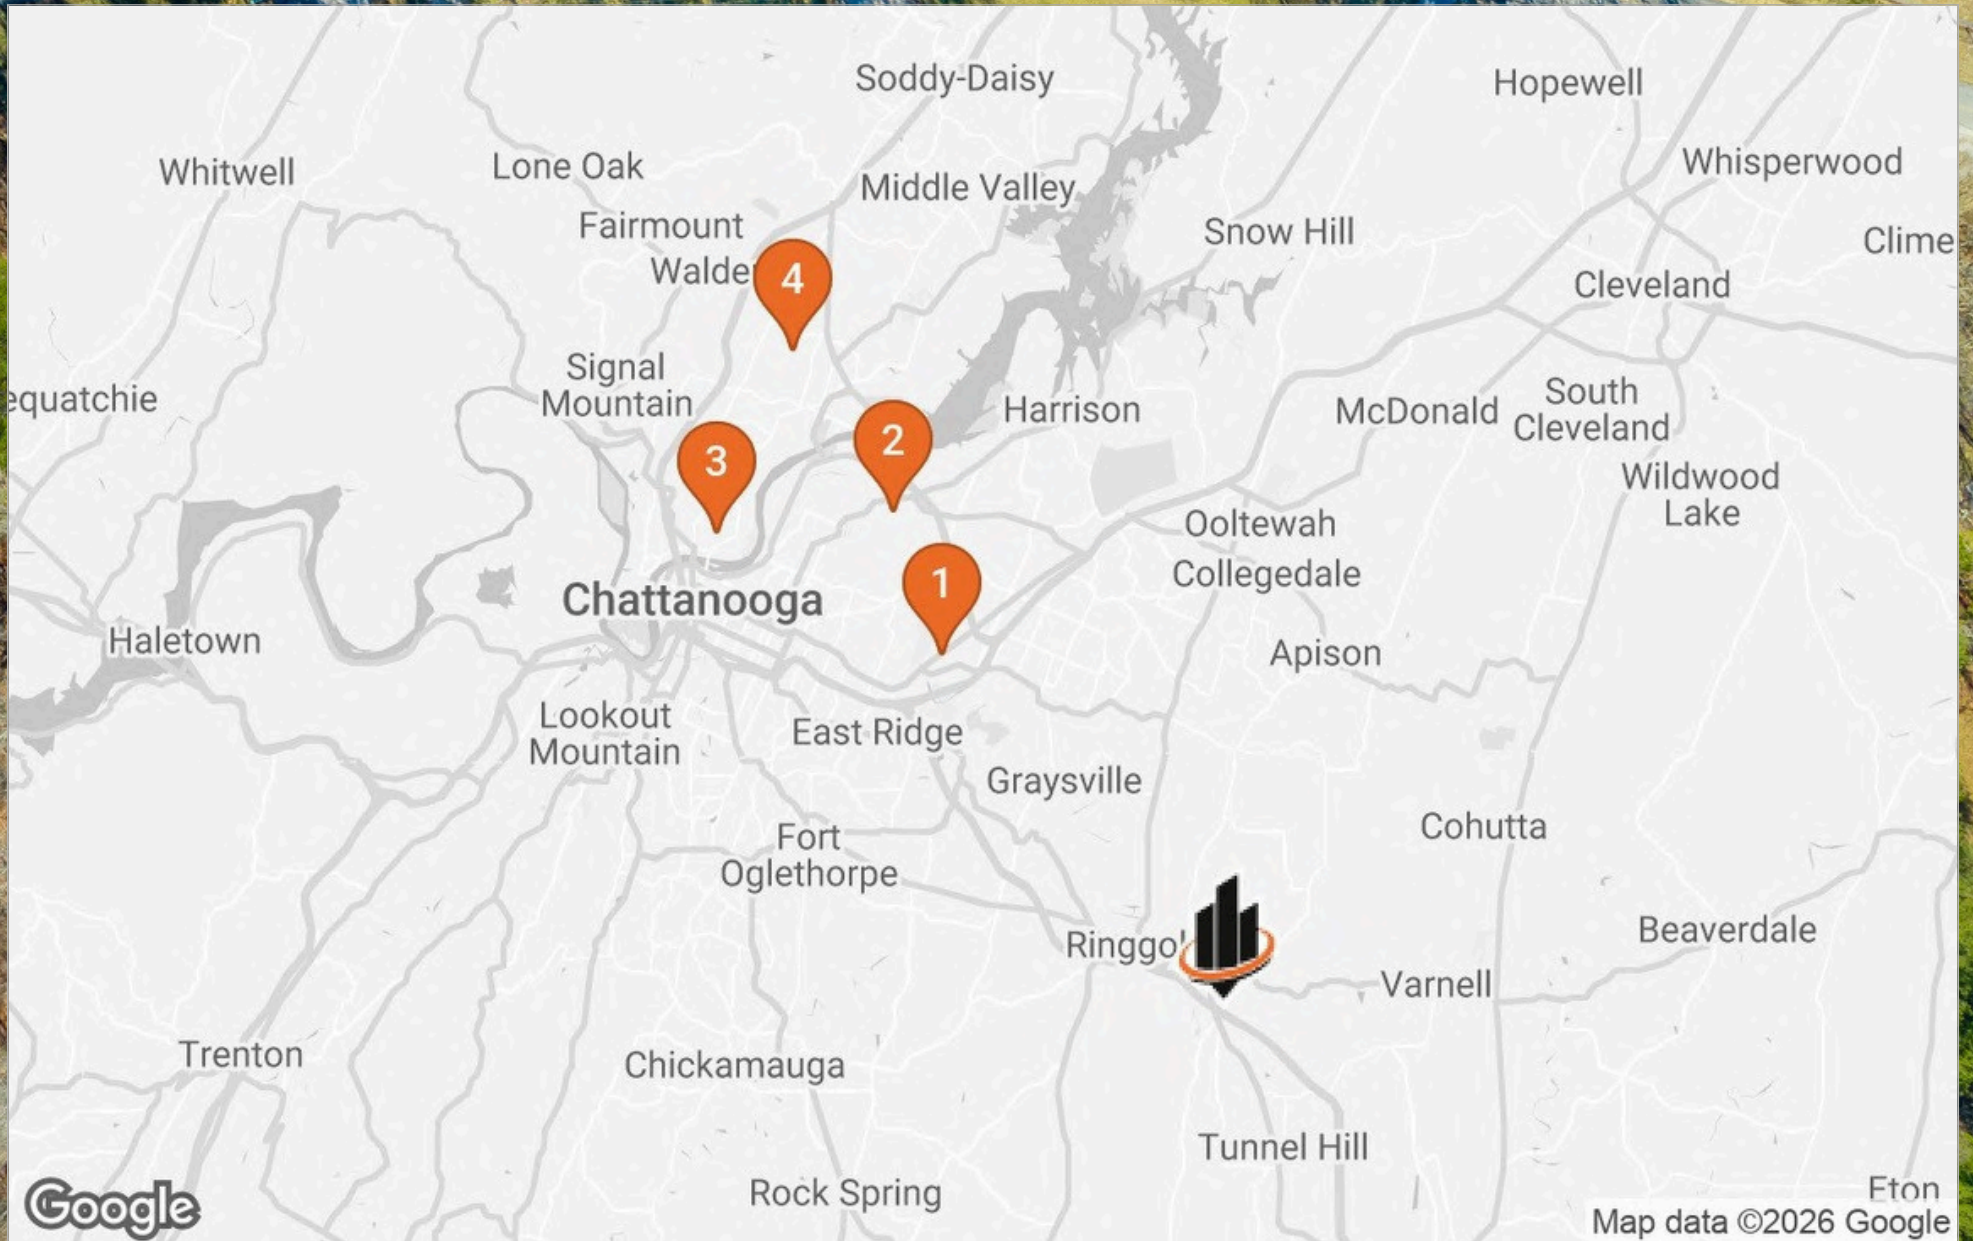 Soddy-Daisy
Hopewell
Whitwell
Lone Oak
Middle Valley
Whisperwood
Fairmount
Snow Hill
Clime
Walde
4
Cleveland
Signal
Mountain
equatchie
Harrison
McDonald
South
Cleveland
2
3
Wildwood
Lake
Ooltewah
Collegedale
Chattanooga
1
Haletown
Apison
Lookout
Mountain
East Ridge
Graysville
Cohutta
Fort
Oglethorpe
Ringgol
Beaverdale
Varnell
Trenton
Chickamauga
Tunnel Hill
Rock Spring
Eton
Google
Map data ©2026 Google